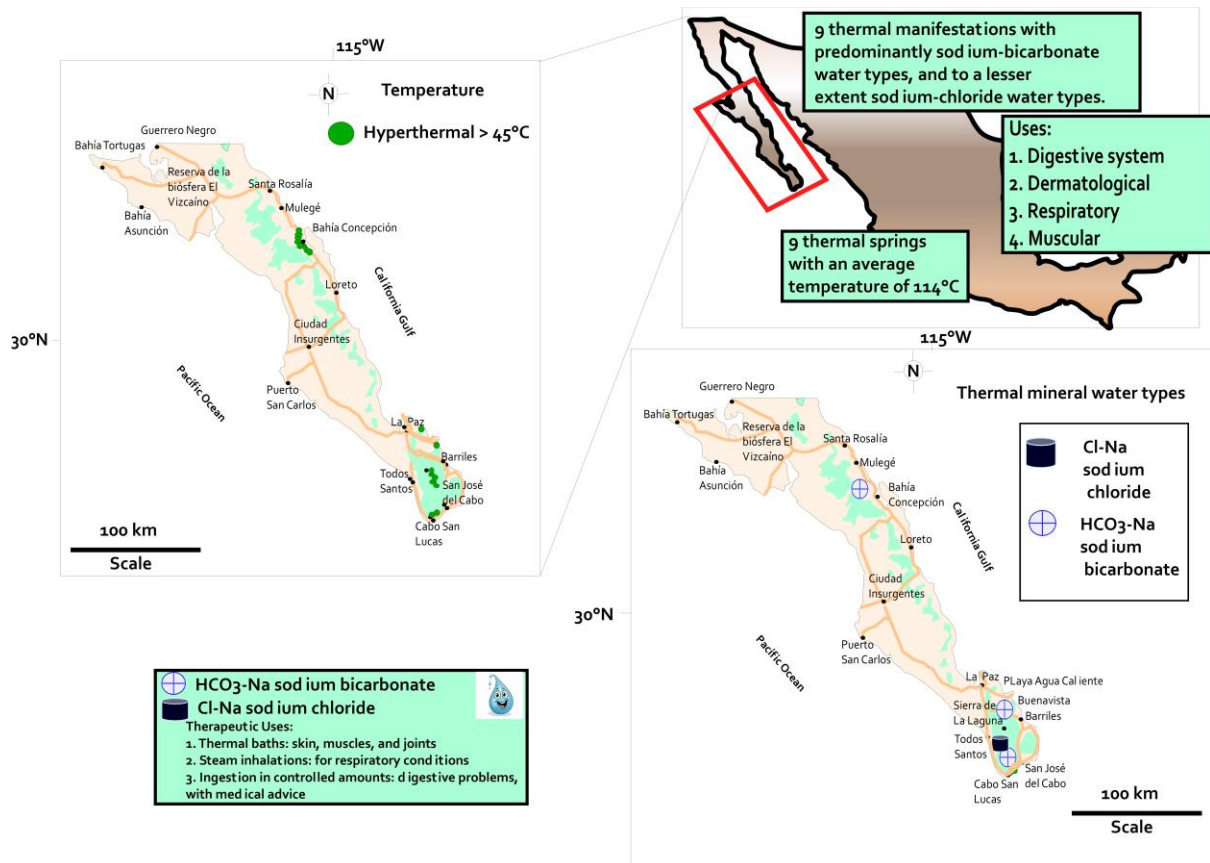 115°W
N
Temperature
Hyperthermal > 45°C
Guerrero Negro
Bahía Tortugas
Reserva de la
biósfera El
Vizcaíno
Santa Rosalía
Mulegé
Bahía
Asunción
Bahía Concepción
California Gulf
Loreto
30°N
Ciudad
Insurgentes
Pacific Ocean
Puerto
San Carlos
La Paz
Barriles
Todos
Santos
San José
del Cabo
Cabo San
Lucas
100 km
Scale
9 thermal manifestations with
predominantly sod ium-bicarbonate
water types, and to a lesser
extent sod ium-chloride water types.
Uses:
1. Digestive system
2. Dermatological
3. Respiratory
4. Muscular
9 thermal springs
with an average
temperature of 114°C
115°W
N
Thermal mineral water types
Guerrero Negro
Bahía Tortugas
Reserva de la
biósfera El
Vizcaíno
Santa Rosalía
Mulegé
Bahía
Asunción
Bahía
Concepción
California Gulf
Loreto
Cl-Na
sod ium
chloride
HCO3-Na
sod ium
bicarbonate
30°N
Ciudad
Insurgentes
Pacific Ocean
Puerto
San Carlos
La Paz
PLaya Agua Cal iente
Buenavista
Sierra de
La Laguna
Barriles
Todos
Santos
San José
del Cabo
Cabo San
Lucas
100 km
Scale
HCO3-Na sod ium bicarbonate
Cl-Na sod ium chloride
Therapeutic Uses:
1. Thermal baths: skin, muscles, and joints
2. Steam inhalations: for respiratory cond itions
3. Ingestion in controlled amounts: d igestive problems,
with med ical advice